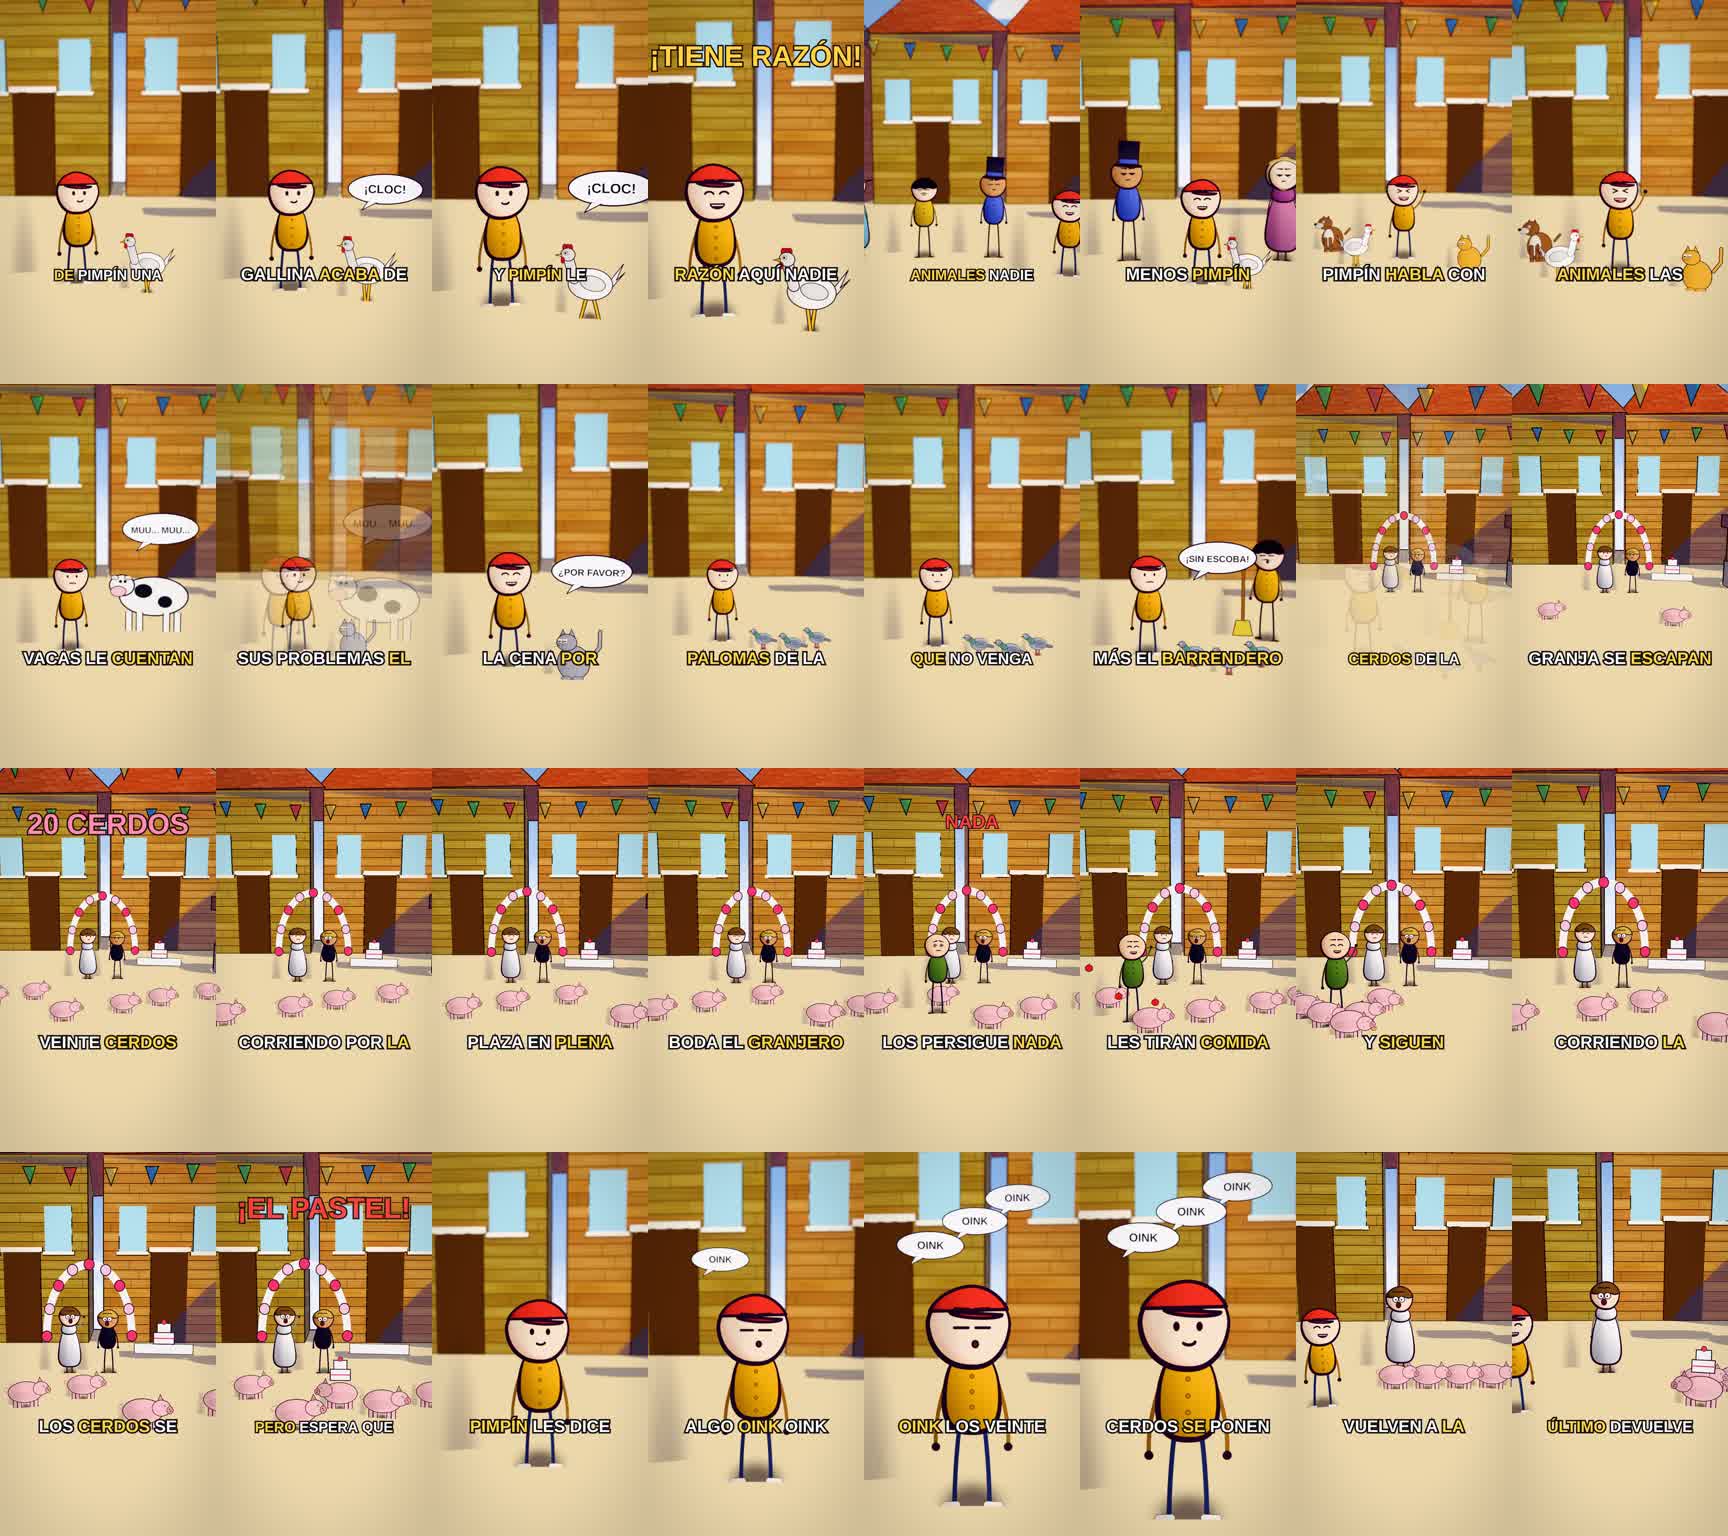 DE PIMPÍN UNA
¡CLOC!
GALLINA ACABA DE
¡CLOC!
Y PIMPÍN LE
¡TIENE RAZÓN!
RAZÓN AQUÍ NADIE
ANIMALES NADIE
MENOS PIMPÍN
PIMPÍN HABLA CON
ANIMALES LAS
MUU... MUU...
VACAS LE CUENTAN
MUU... MUU...
SUS PROBLEMAS EL
¿POR FAVOR?
LA CENA POR
PALOMAS DE LA
QUE NO VENGA
¡SIN ESCOBA!
MÁS EL BARRENDERO
CERDOS DE LA
GRANJA SE ESCAPAN
20 CERDOS
VEINTE CERDOS
CORRIENDO POR LA
PLAZA EN PLENA
BODA EL GRANJERO
NADA
LOS PERSIGUE NADA
LES TIRAN COMIDA
Y SIGUEN
CORRIENDO LA
LOS CERDOS SE
¡EL PASTEL!
PERO ESPERA QUE
PIMPÍN LES DICE
OINK
ALGO OINK OINK
OINK
OINK
OINK
OINK LOS VEINTE
OINK
OINK
OINK
CERDOS SE PONEN
VUELVEN A LA
ÚLTIMO DEVUELVE